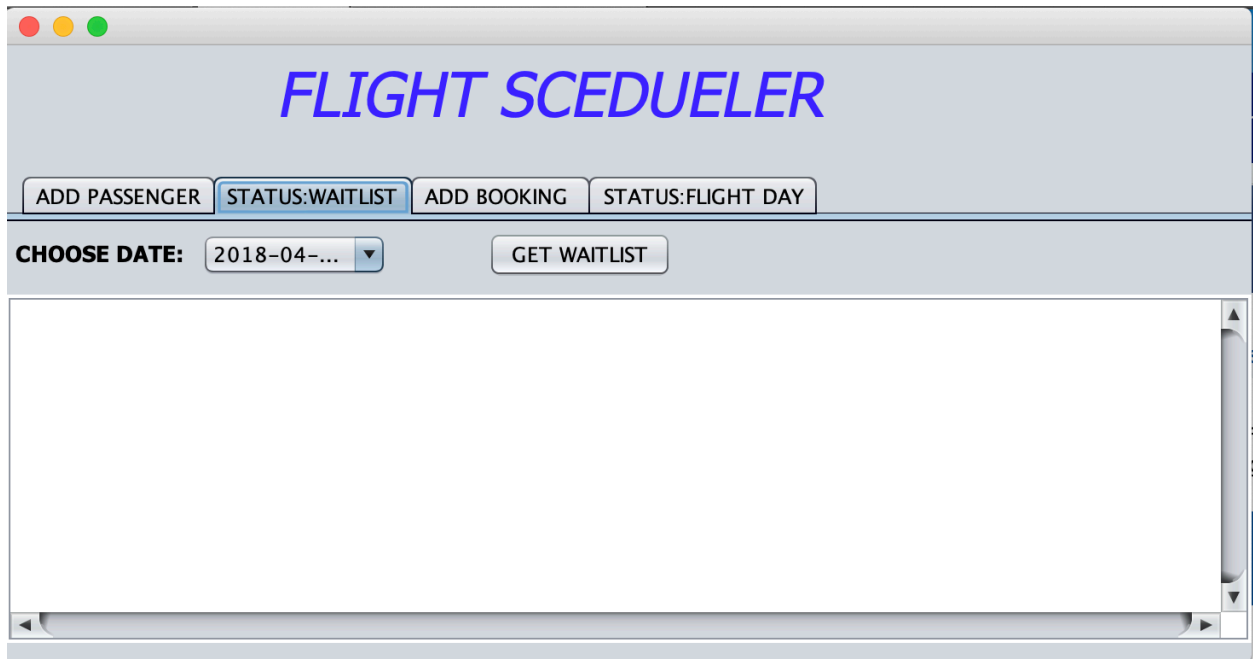 FLIGHT SCEDUELER
ADD PASSENGER STATUS:WAITLIST ADD BOOKING STATUS:FLIGHT DAY
CHOOSE DATE: 2018-04-... GET WAITLIST